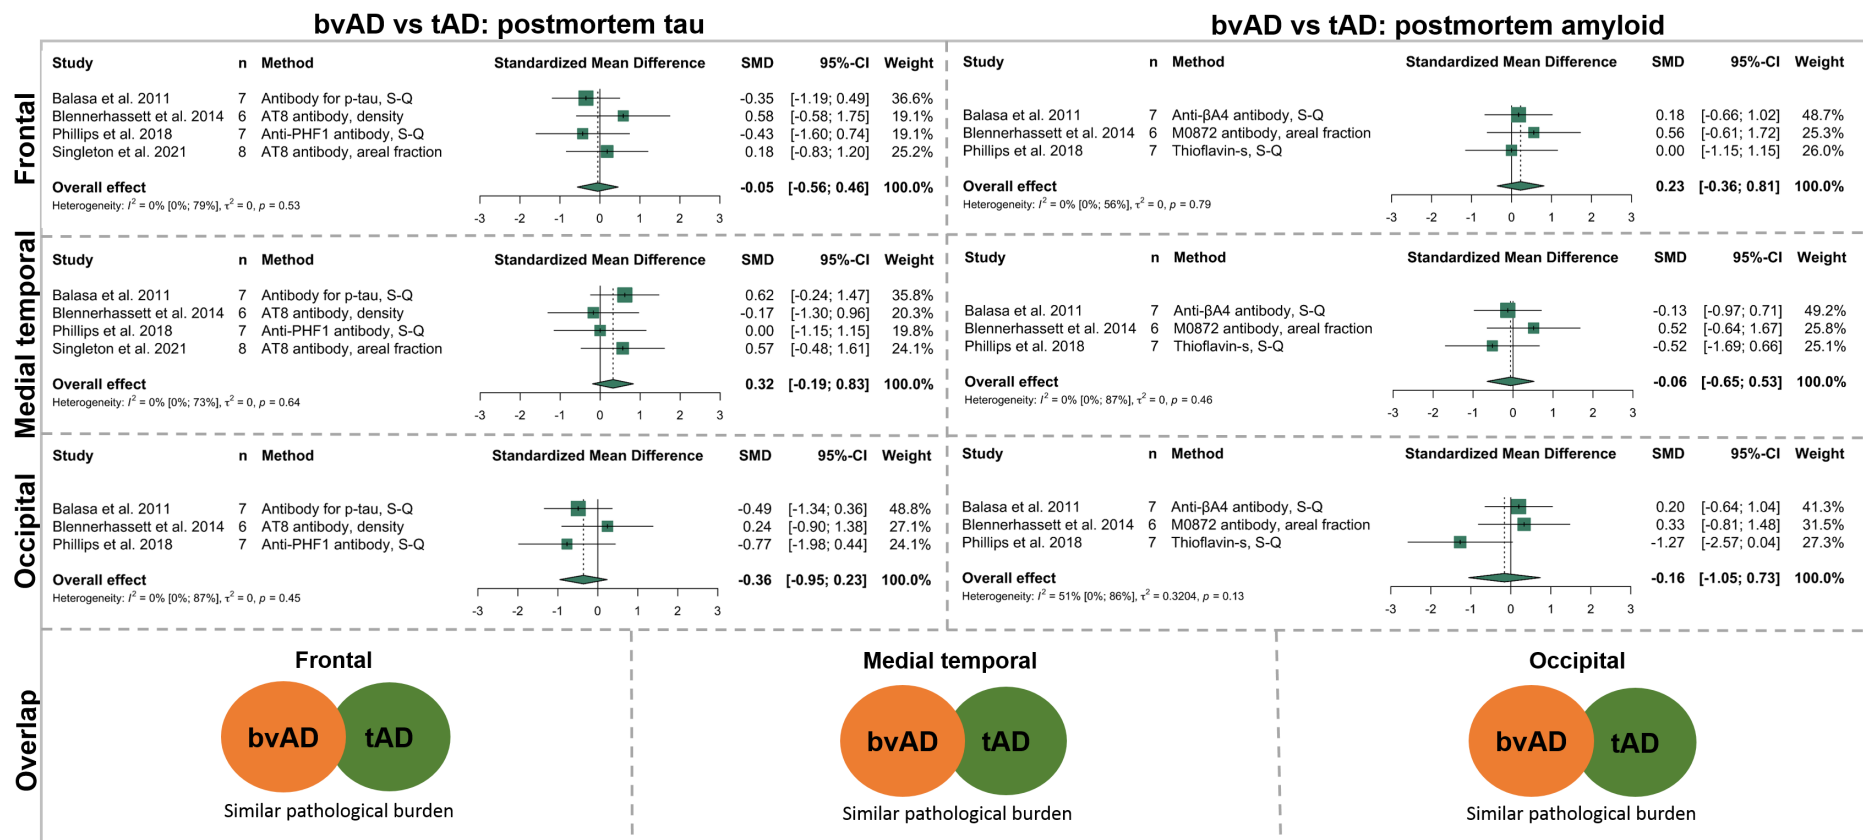 bvAD vs tAD: postmortem tau
bvAD vs tAD: postmortem amyloid
Frontal
Study n Method Standardized Mean Difference SMD 95%-CI Weight
Balasa et al. 2011 7 Antibody for p-tau, S-Q -0.35 [-1.19; 0.49] 36.6%
Blennerhassett et al. 2014 6 AT8 antibody, density 0.58 [-0.58; 1.75] 19.1%
Phillips et al. 2018 7 Anti-PHF1 antibody, S-Q -0.43 [-1.60; 0.74] 19.1%
Singleton et al. 2021 8 AT8 antibody, areal fraction 0.18 [-0.83; 1.20] 25.2%
Overall effect -0.05 [-0.56; 0.46] 100.0%
Heterogeneity: I² = 0% [0%; 79%], τ² = 0, p = 0.53
-3 -2 -1 0 1 2 3
Study n Method Standardized Mean Difference SMD 95%-CI Weight
Balasa et al. 2011 7 Anti-βA4 antibody, S-Q 0.18 [-0.66; 1.02] 48.7%
Blennerhassett et al. 2014 6 M0872 antibody, areal fraction 0.56 [-0.61; 1.72] 25.3%
Phillips et al. 2018 7 Thioflavin-s, S-Q 0.00 [-1.15; 1.15] 26.0%
Overall effect 0.23 [-0.36; 0.81] 100.0%
Heterogeneity: I² = 0% [0%; 56%], τ² = 0, p = 0.79
-3 -2 -1 0 1 2 3
Medial temporal
Study n Method Standardized Mean Difference SMD 95%-CI Weight
Balasa et al. 2011 7 Antibody for p-tau, S-Q 0.62 [-0.24; 1.47] 35.8%
Blennerhassett et al. 2014 6 AT8 antibody, density -0.17 [-1.30; 0.96] 20.3%
Phillips et al. 2018 7 Anti-PHF1 antibody, S-Q 0.00 [-1.15; 1.15] 19.8%
Singleton et al. 2021 8 AT8 antibody, areal fraction 0.57 [-0.48; 1.61] 24.1%
Overall effect 0.32 [-0.19; 0.83] 100.0%
Heterogeneity: I² = 0% [0%; 73%], τ² = 0, p = 0.64
-3 -2 -1 0 1 2 3
Study n Method Standardized Mean Difference SMD 95%-CI Weight
Balasa et al. 2011 7 Anti-βA4 antibody, S-Q -0.13 [-0.97; 0.71] 49.2%
Blennerhassett et al. 2014 6 M0872 antibody, areal fraction 0.52 [-0.64; 1.67] 25.8%
Phillips et al. 2018 7 Thioflavin-s, S-Q -0.52 [-1.69; 0.66] 25.1%
Overall effect -0.06 [-0.65; 0.53] 100.0%
Heterogeneity: I² = 0% [0%; 87%], τ² = 0, p = 0.46
-3 -2 -1 0 1 2 3
Occipital
Study n Method Standardized Mean Difference SMD 95%-CI Weight
Balasa et al. 2011 7 Antibody for p-tau, S-Q -0.49 [-1.34; 0.36] 48.8%
Blennerhassett et al. 2014 6 AT8 antibody, density 0.24 [-0.90; 1.38] 27.1%
Phillips et al. 2018 7 Anti-PHF1 antibody, S-Q -0.77 [-1.98; 0.44] 24.1%
Overall effect -0.36 [-0.95; 0.23] 100.0%
Heterogeneity: I² = 0% [0%; 87%], τ² = 0, p = 0.45
-3 -2 -1 0 1 2 3
Study n Method Standardized Mean Difference SMD 95%-CI Weight
Balasa et al. 2011 7 Anti-βA4 antibody, S-Q 0.20 [-0.64; 1.04] 41.3%
Blennerhassett et al. 2014 6 M0872 antibody, areal fraction 0.33 [-0.81; 1.48] 31.5%
Phillips et al. 2018 7 Thioflavin-s, S-Q -1.27 [-2.57; 0.04] 27.3%
Overall effect -0.16 [-1.05; 0.73] 100.0%
Heterogeneity: I² = 51% [0%; 86%], τ² = 0.3204, p = 0.13
-3 -2 -1 0 1 2 3
Overlap
Frontal
bvAD tAD
Similar pathological burden
Medial temporal
bvAD tAD
Similar pathological burden
Occipital
bvAD tAD
Similar pathological burden